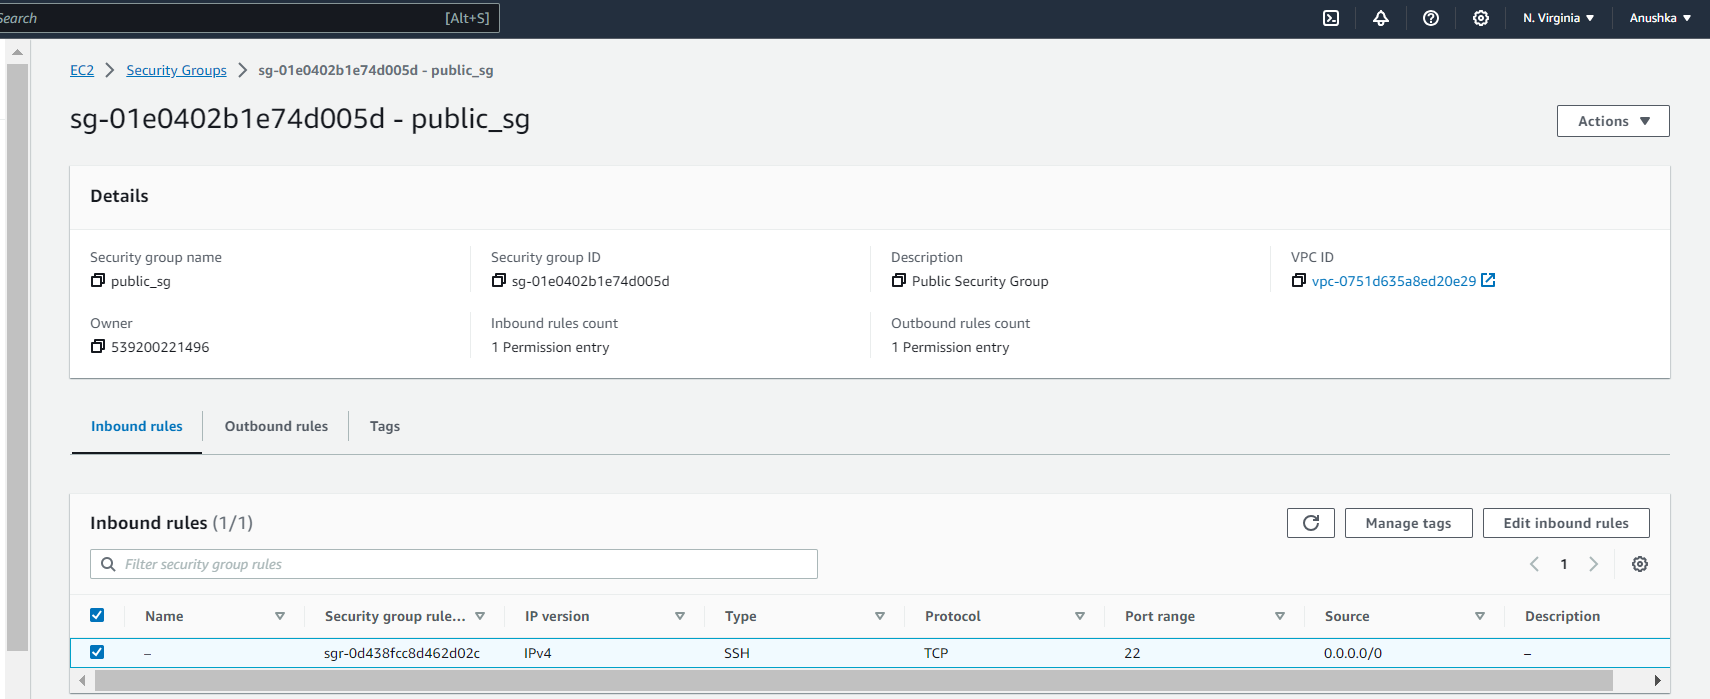 Search [Alt+S] N. Virginia Anushka
EC2 Security Groups sg-01e0402b1e74d005d - public_sg
sg-01e0402b1e74d005d - public_sg
Actions
Details
Security group name Security group ID Description VPC ID
public_sg sg-01e0402b1e74d005d Public Security Group vpc-0751d635a8ed20e29
Owner Inbound rules count Outbound rules count
539200221496 1 Permission entry 1 Permission entry
Inbound rules Outbound rules Tags
Inbound rules (1/1) Manage tags Edit inbound rules
Filter security group rules 1
Name Security group rule... IP version Type Protocol Port range Source Description
– sgr-0d438fcc8d462d02c IPv4 SSH TCP 22 0.0.0.0/0 –